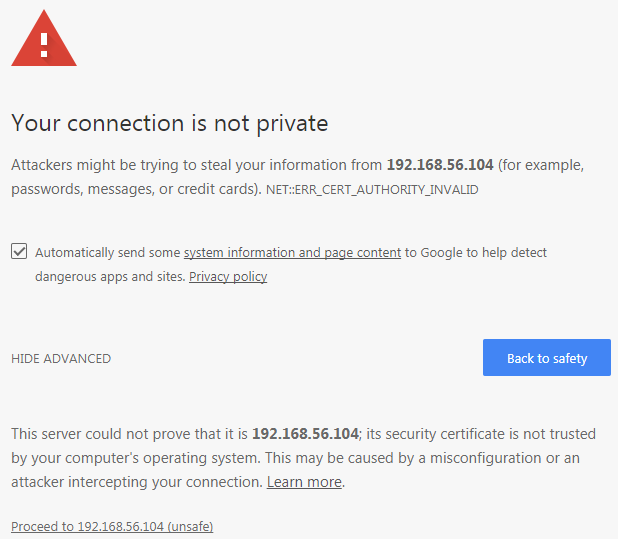 Your connection is not private
Attackers might be trying to steal your information from 192.168.56.104 (for example,
passwords, messages, or credit cards). NET::ERR_CERT_AUTHORITY_INVALID
Automatically send some system information and page content to Google to help detect
dangerous apps and sites. Privacy policy
HIDE ADVANCED
Back to safety
This server could not prove that it is 192.168.56.104; its security certificate is not trusted
by your computer's operating system. This may be caused by a misconfiguration or an
attacker intercepting your connection. Learn more.
Proceed to 192.168.56.104 (unsafe)